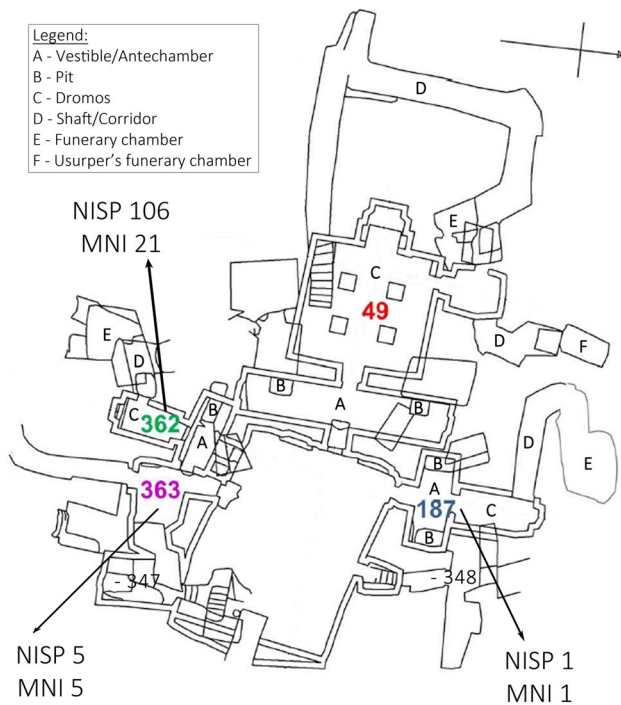 Legend:
A - Vestible/Antechamber
B - Pit
C - Dromos
D - Shaft/Corridor
E - Funerary chamber
F - Usurper's funerary chamber
D
NISP 106
MNI 21
E
C
49
E
D
D
F
B
A
B
C
362
B
A
B
A
D
E
363
187
C
B
- 347
- 348
NISP 5
MNI 5
NISP 1
MNI 1